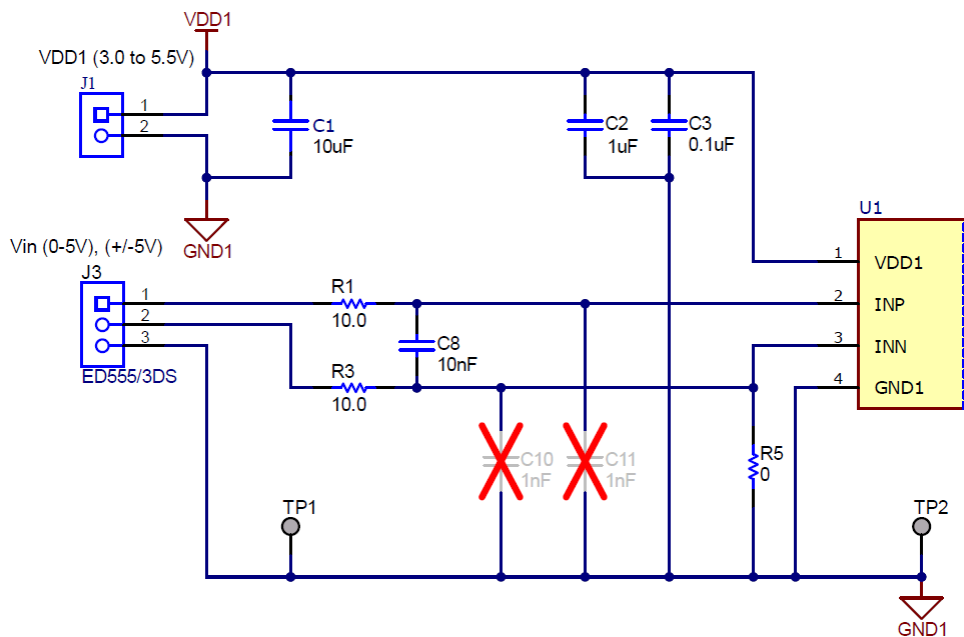 VDD1
VDD1 (3.0 to 5.5V)
J1
1
2
C1
10uF
C2
1uF
C3
0.1uF
GND1
Vin (0-5V), (+/-5V)
J3
1
2
3
ED555/3DS
R1
10.0
R3
10.0
C8
10nF
U1
1
VDD1
2
INP
3
INN
4
GND1
C10
1nF
C11
1nF
R5
0
TP1
TP2
GND1